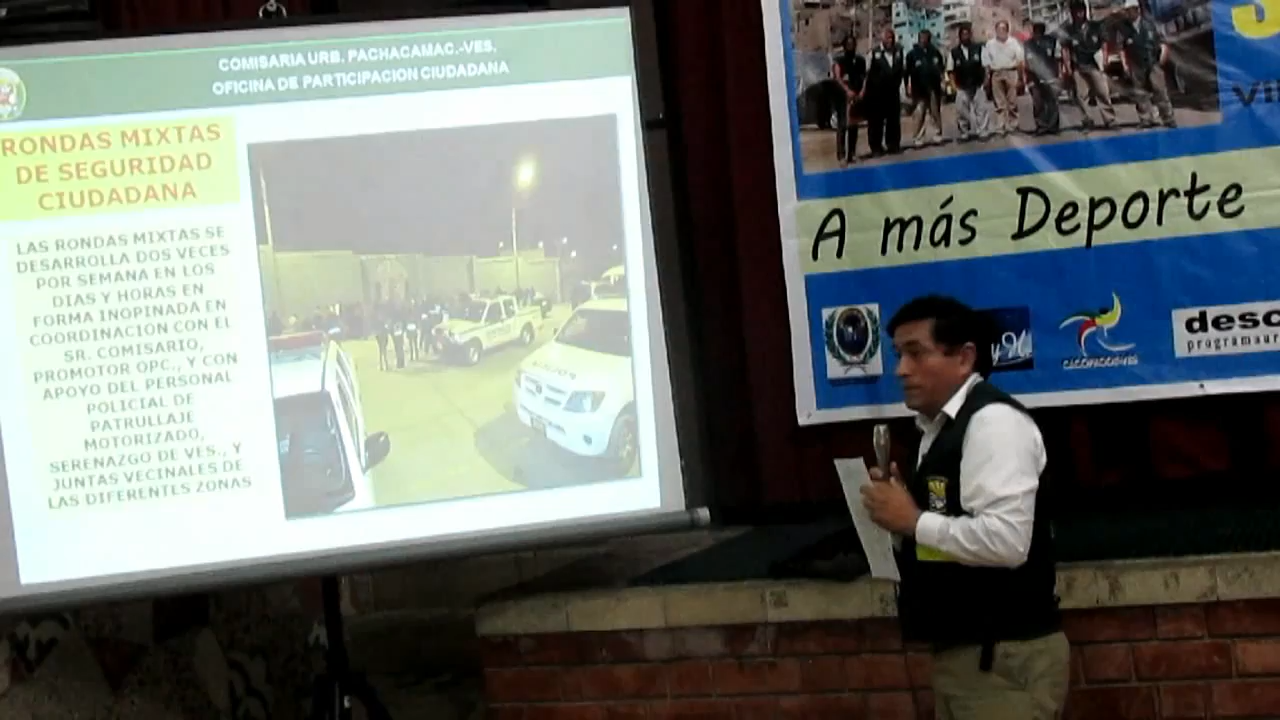 COMISARIA URB. PACHACAMAC.-VES.
OFICINA DE PARTICIPACION CIUDADANA
RONDAS MIXTAS
DE SEGURIDAD
CIUDADANA
LAS RONDAS MIXTAS SE
DESARROLLA DOS VECES
POR SEMANA EN LOS
DIAS Y HORAS EN
FORMA INOPINADA EN
COORDINACION CON EL
SR. COMISARIO,
PROMOTOR OPC., Y CON
APOYO DEL PERSONAL
POLICIAL DE
PATRULLAJE
MOTORIZADO,
SERENAZGO DE VES., Y
JUNTAS VECINALES DE
LAS DIFERENTES ZONAS
A más Deporte
desc